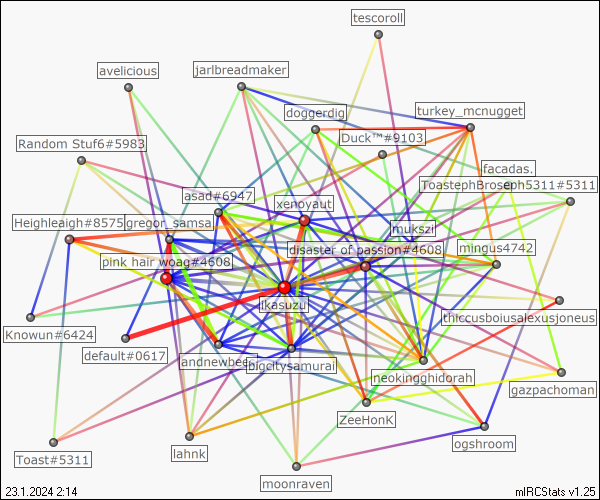 tescoroll
avelicious
jarlbreadmaker
doggerdig
turkey_mcnugget
Duck™#9103
Random Stuf6#5983
facadas.
5311#5311
asad#6947
xenoyaut
Heighleaigh#8575
gregor_samsa
mukszi
disaster of passion#4608
mingus4742
pink hair woag#4608
jkasuzu
thiccusboiusalexusjoneus
Knowun#6424
default#0617
andnewbee
bigcitysamurai
neokingghidorah
gazpachoman
ZeeHonK
ogshroom
lahnk
Toast#5311
moonraven
23.1.2024 2:14
mIRCStats v1.25